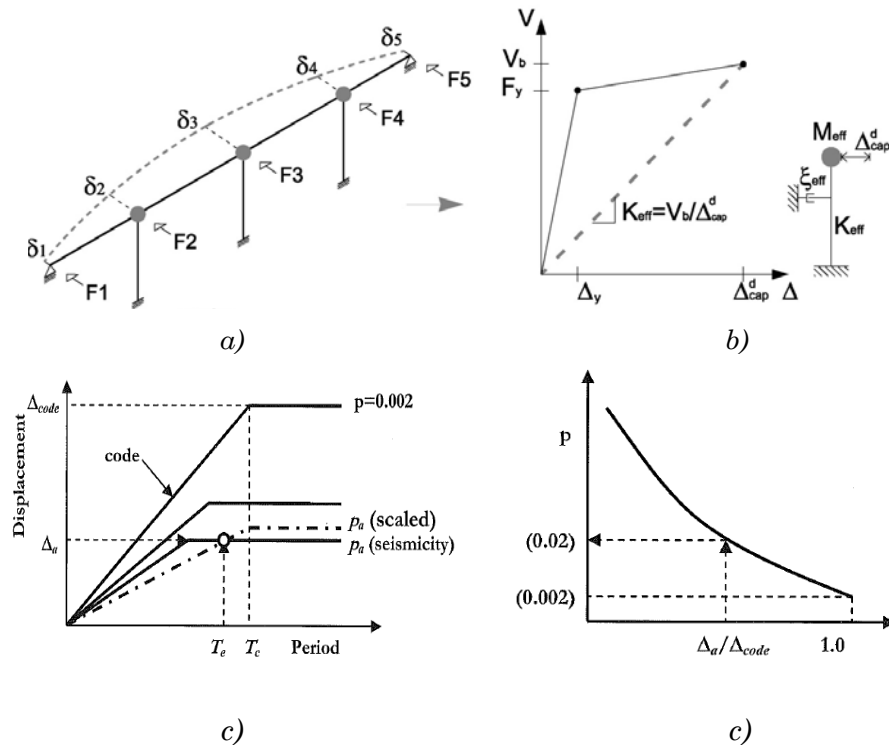 δ1
δ2
δ3
δ4
δ5
F1
F2
F3
F4
F5
a)
V
Vb
Fy
Keff=Vb/Δdcap
Δy
Δdcap
Δ
Meff
Δdcap
ξeff
Keff
b)
Displacement
Δcode
Δa
code
p=0.002
pa (scaled)
pa (seismicity)
Te
Tc
Period
c)
p
(0.02)
(0.002)
Δa/Δcode
1.0
c)